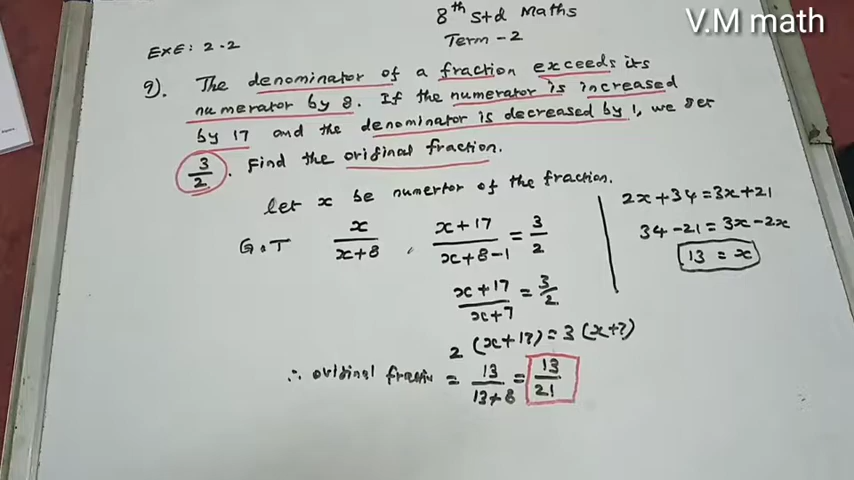 8th Std Maths
V.M math
Term - 2
EXE: 2.2
9). The denominator of a fraction exceeds its
numerator by 8. If the numerator is increased
by 17 and the denominator is decreased by 1, we get
3/2. Find the original fraction.
let x be numertor of the fraction.
G.T x/x+8 , x+17/x+8-1 = 3/2
x+17/x+7 = 3/2
2 (x+17) = 3 (x+7)
∴ original fractio = 13/13+8 = 13/21
2x+34 = 3x+21
34-21 = 3x-2x
13 = x